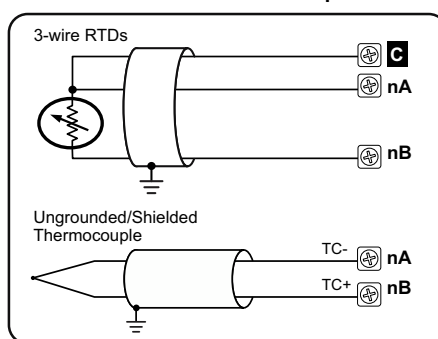 3-wire RTDs
C
nA
nB
Ungrounded/Shielded
Thermocouple
TC-
nA
TC+
nB